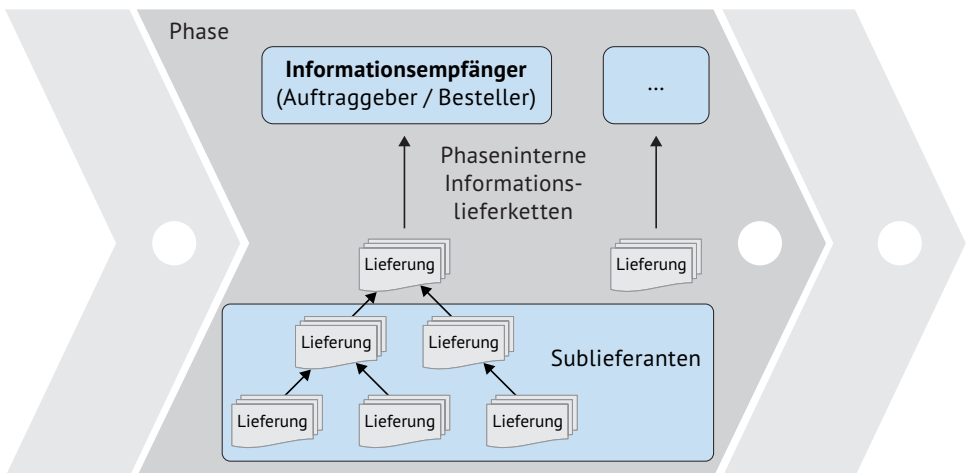 Phase
Informationsempfänger
(Auftraggeber / Besteller)
...
Phaseninterne
Informations-
lieferketten
Lieferung
Lieferung
Lieferung
Lieferung
Sublieferanten
Lieferung
Lieferung
Lieferung